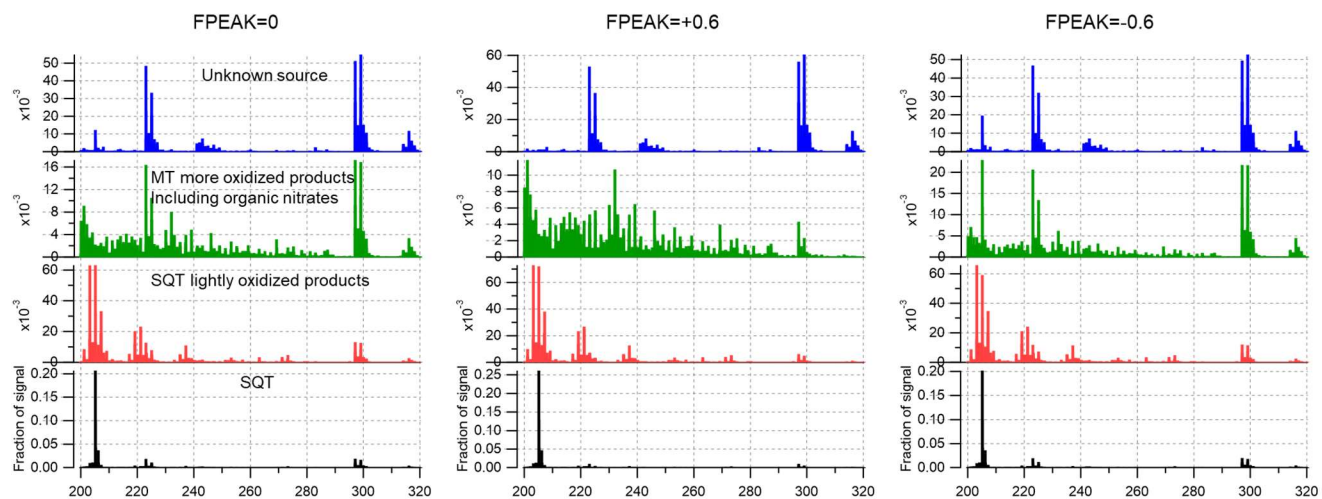 FPEAK=0
FPEAK=+0.6
FPEAK=-0.6
50
40
30
20
10
0
x10⁻³
Unknown source
60
40
20
0
x10⁻³
50
40
30
20
10
0
x10⁻³
16
12
8
4
0
x10⁻³
MT more oxidized products
Including organic nitrates
10
8
6
4
2
0
x10⁻³
20
15
10
5
0
x10⁻³
60
40
20
0
x10⁻³
SQT lightly oxidized products
60
40
20
0
x10⁻³
60
40
20
0
x10⁻³
0.20
0.15
0.10
0.05
0.00
Fraction of signal
SQT
0.25
0.20
0.15
0.10
0.05
0.00
Fraction of signal
0.20
0.15
0.10
0.05
0.00
Fraction of signal
200 220 240 260 280 300 320
200 220 240 260 280 300 320
200 220 240 260 280 300 320